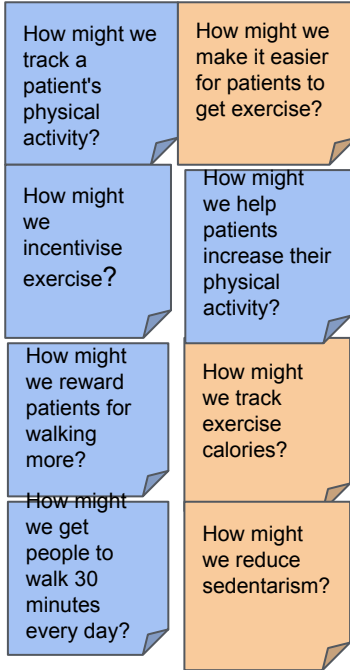 How might we
track a
patient's
physical
activity?
How might we
make it easier
for patients to
get exercise?
How might
we
incentivise
exercise?
How might
we help
patients
increase their
physical
activity?
How might
we reward
patients for
walking
more?
How might
we track
exercise
calories?
How might
we get
people to
walk 30
minutes
every day?
How might
we reduce
sedentarism?